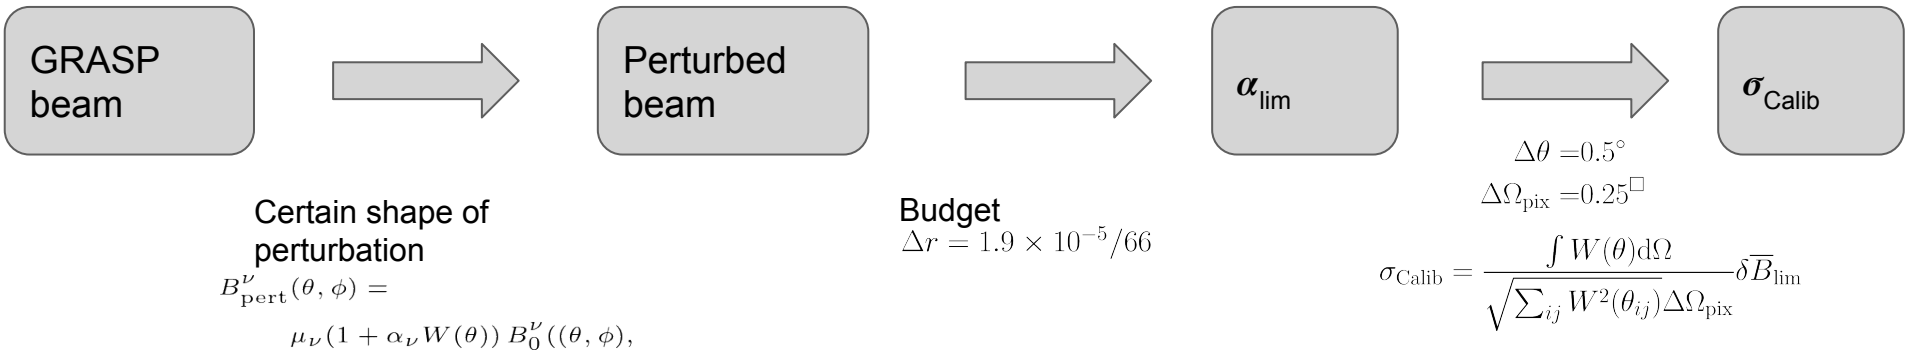 GRASP
beam
Perturbed
beam
α_lim
σ_Calib
Δθ =0.5°
ΔΩ_pix =0.25□
Certain shape of
perturbation
B^ν_pert(θ, φ) =
μ_ν(1 + α_ν W(θ)) B^ν_0((θ, φ),
Budget
Δr = 1.9 × 10^−5/66
σ_Calib = ∫ W(θ)dΩ / √∑_ij W²(θ_ij) ΔΩ_pix δB̅_lim